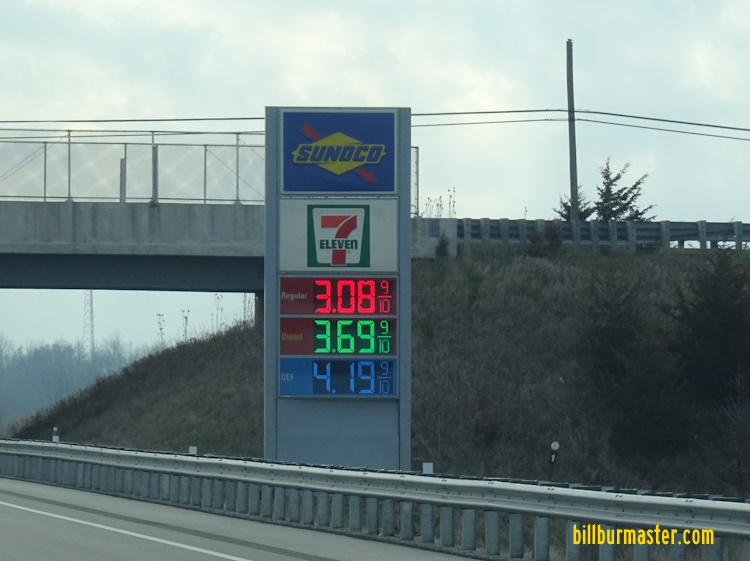 SUNOCO
7
ELEVEN
Regular 3.08 9/10
Diesel 3.69 9/10
DEF 4.19 9/10
billburmaster.com